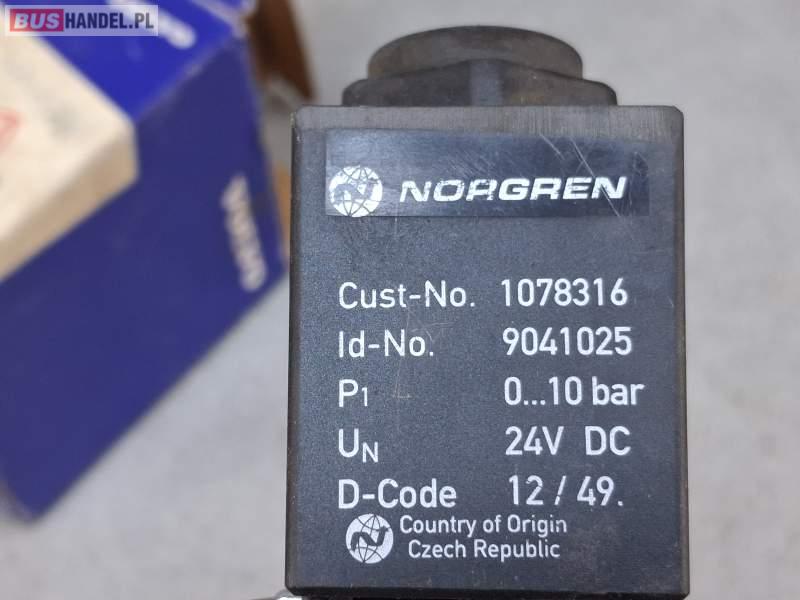 BUSHANDEL.PL
NORGREN
Cust-No. 1078316
Id-No. 9041025
P1 0...10 bar
UN 24V DC
D-Code 12 / 49.
Country of Origin
Czech Republic
VOLVO